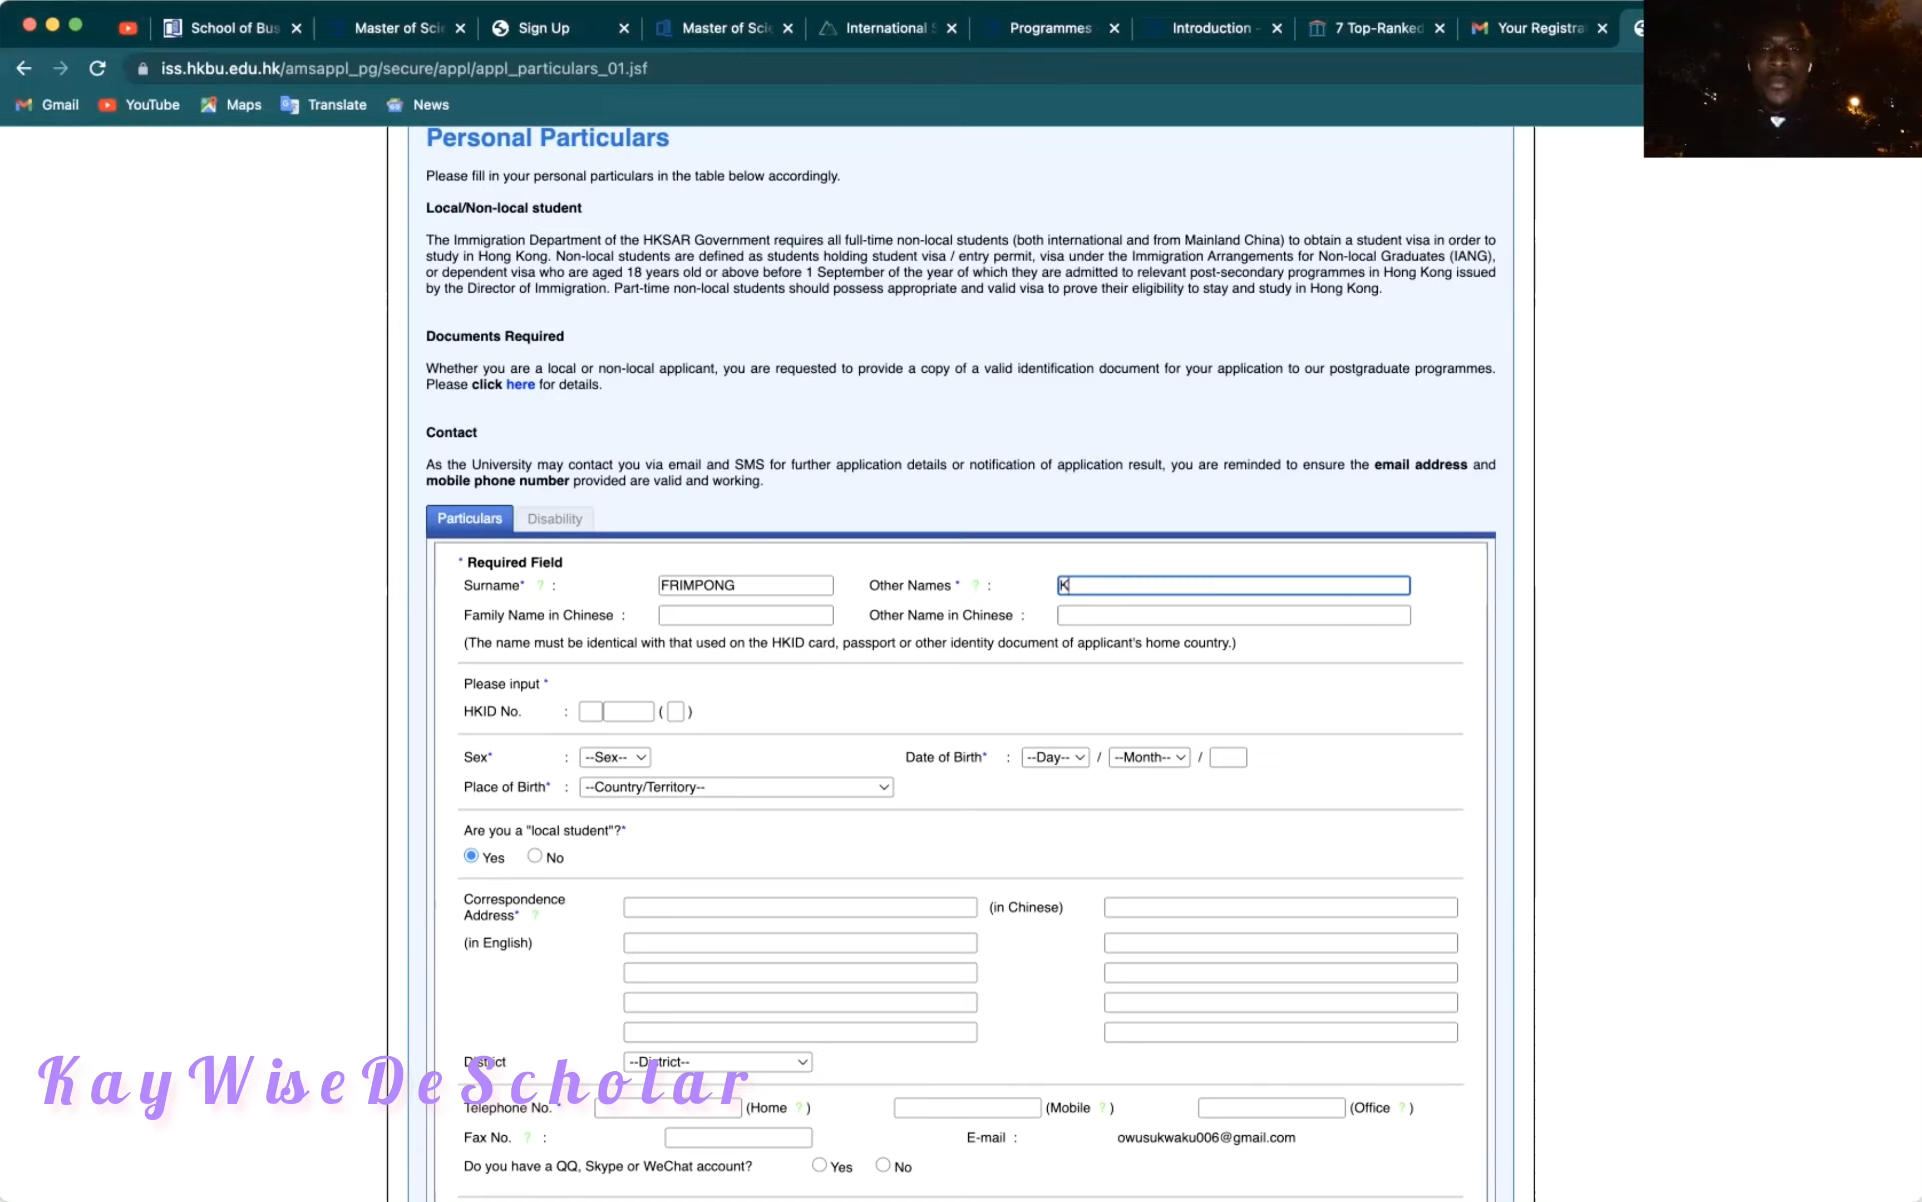 School of Bus
Master of Scie
Sign Up
Master of Scie
International S
Programmes
Introduction -
7 Top-Ranked
Your Registra
iss.hkbu.edu.hk/amsappl_pg/secure/appl/appl_particulars_01.jsf
Gmail YouTube Maps Translate News
Personal Particulars
Please fill in your personal particulars in the table below accordingly.
Local/Non-local student
The Immigration Department of the HKSAR Government requires all full-time non-local students (both international and from Mainland China) to obtain a student visa in order to
study in Hong Kong. Non-local students are defined as students holding student visa / entry permit, visa under the Immigration Arrangements for Non-local Graduates (IANG),
or dependent visa who are aged 18 years old or above before 1 September of the year of which they are admitted to relevant post-secondary programmes in Hong Kong issued
by the Director of Immigration. Part-time non-local students should possess appropriate and valid visa to prove their eligibility to stay and study in Hong Kong.
Documents Required
Whether you are a local or non-local applicant, you are requested to provide a copy of a valid identification document for your application to our postgraduate programmes.
Please click here for details.
Contact
As the University may contact you via email and SMS for further application details or notification of application result, you are reminded to ensure the email address and
mobile phone number provided are valid and working.
Particulars Disability
* Required Field
Surname* ? : FRIMPONG Other Names * ? : K
Family Name in Chinese : Other Name in Chinese :
(The name must be identical with that used on the HKID card, passport or other identity document of applicant's home country.)
Please input *
HKID No. : ( )
Sex* : --Sex-- Date of Birth* : --Day-- / --Month-- /
Place of Birth* : --Country/Territory--
Are you a "local student"?*
Yes No
Correspondence
Address* ? (in Chinese)
(in English)
District --District--
KayWiseDeScholar
Telephone No. * (Home ? ) (Mobile ? ) (Office ? )
Fax No. ? : E-mail : owusukwaku006@gmail.com
Do you have a QQ, Skype or WeChat account? Yes No